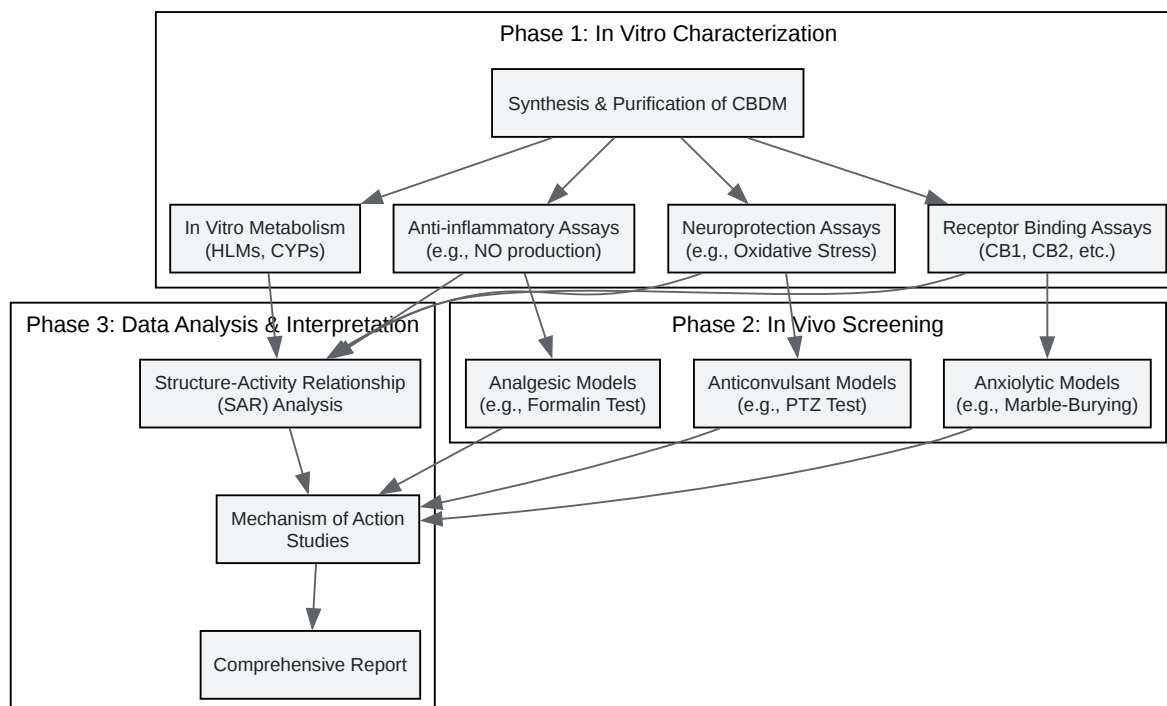 Phase 1: In Vitro Characterization
Synthesis & Purification of CBDM
In Vitro Metabolism
(HLMs, CYPs)
Anti-inflammatory Assays
(e.g., NO production)
Neuroprotection Assays
(e.g., Oxidative Stress)
Receptor Binding Assays
(CB1, CB2, etc.)
Phase 3: Data Analysis & Interpretation
Structure-Activity Relationship
(SAR) Analysis
Phase 2: In Vivo Screening
Analgesic Models
(e.g., Formalin Test)
Anticonvulsant Models
(e.g., PTZ Test)
Anxiolytic Models
(e.g., Marble-Burying)
Mechanism of Action
Studies
Comprehensive Report